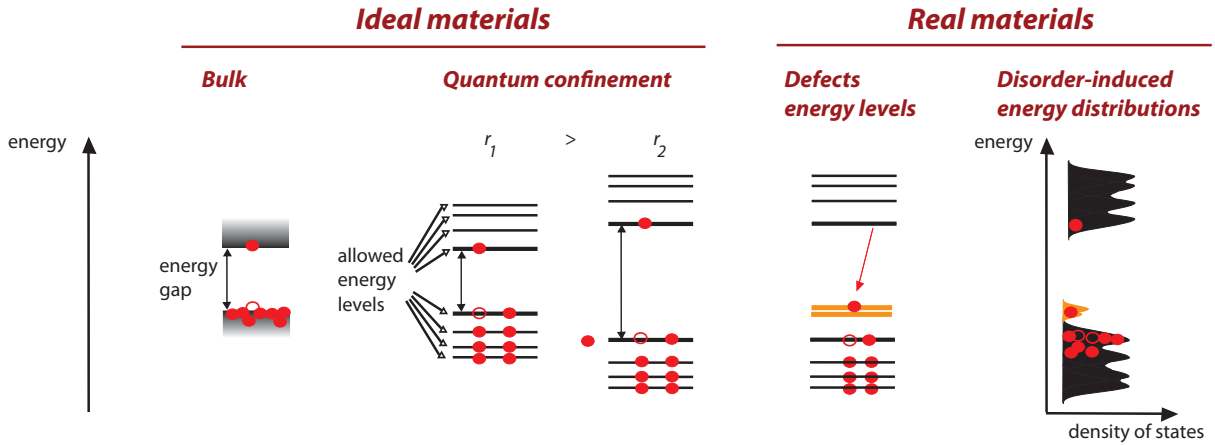 Ideal materials
Real materials
Bulk
Quantum confinement
Defects
energy levels
Disorder-induced
energy distributions
energy
r1 > r2
energy
energy
gap
allowed
energy
levels
density of states